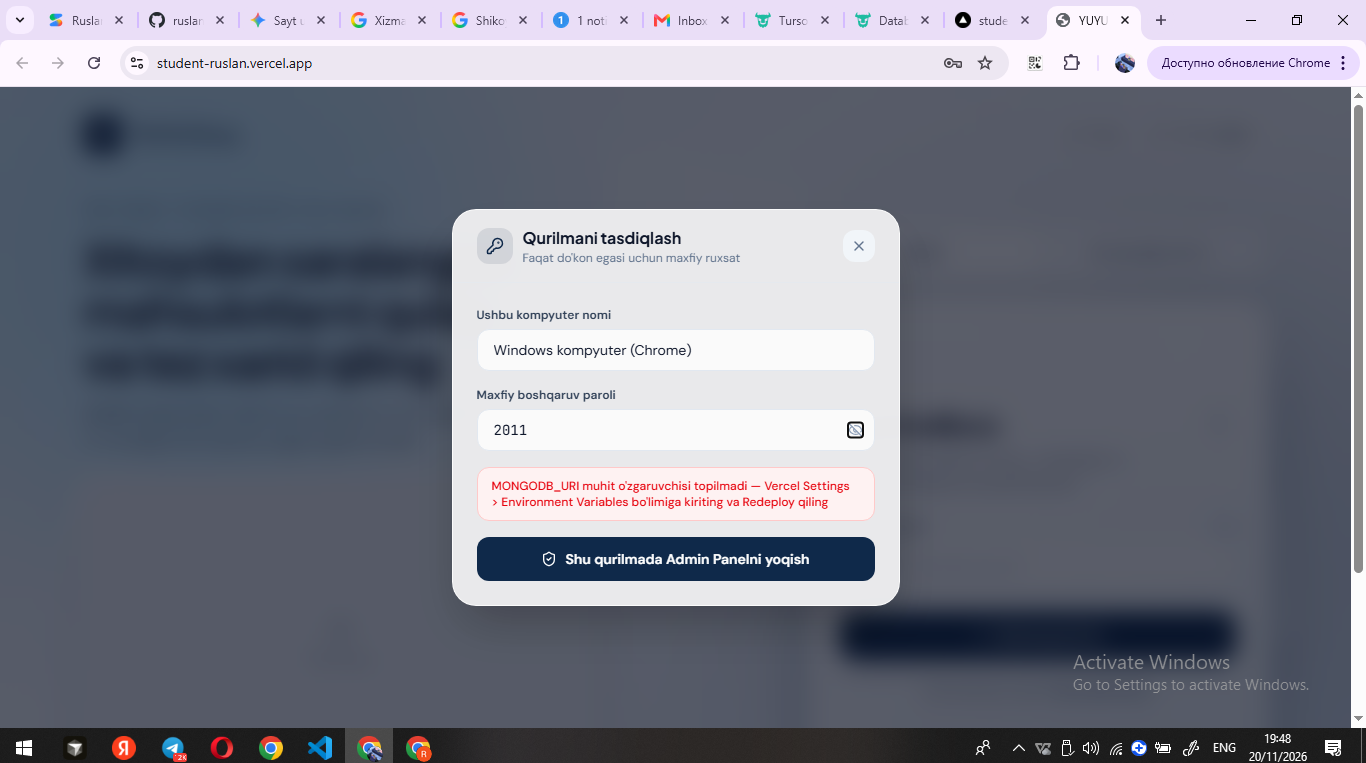 Ruslan
ruslan
Sayt u
Xizma
Shiko
1 noti
Inbox
Turso
Datab
stude
YUYU
student-ruslan.vercel.app
Доступно обновление Chrome
Qurilmani tasdiqlash
Faqat do'kon egasi uchun maxfiy ruxsat
Ushbu kompyuter nomi
Windows kompyuter (Chrome)
Maxfiy boshqaruv paroli
2011
MONGODB_URI muhit o'zgaruvchisi topilmadi — Vercel Settings
> Environment Variables bo'limiga kiriting va Redeploy qiling
Shu qurilmada Admin Panelni yoqish
Activate Windows
Go to Settings to activate Windows.
ENG
19:48
20/11/2026